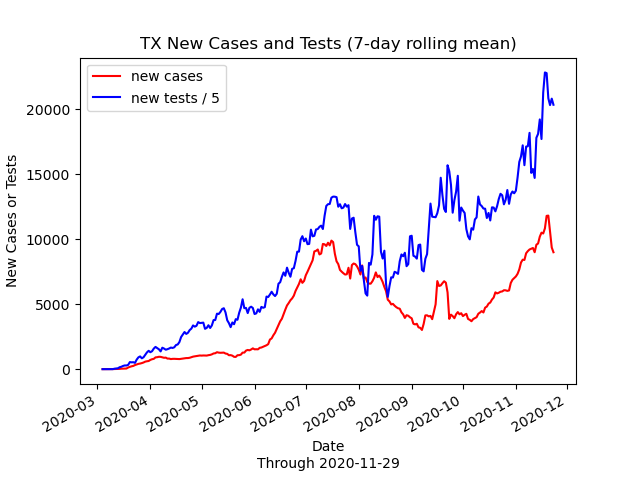 TX New Cases and Tests (7-day rolling mean)
new cases
new tests / 5
New Cases or Tests
20000
15000
10000
5000
0
2020-03
2020-04
2020-05
2020-06
2020-07
2020-08
2020-09
2020-10
2020-11
2020-12
Date
Through 2020-11-29